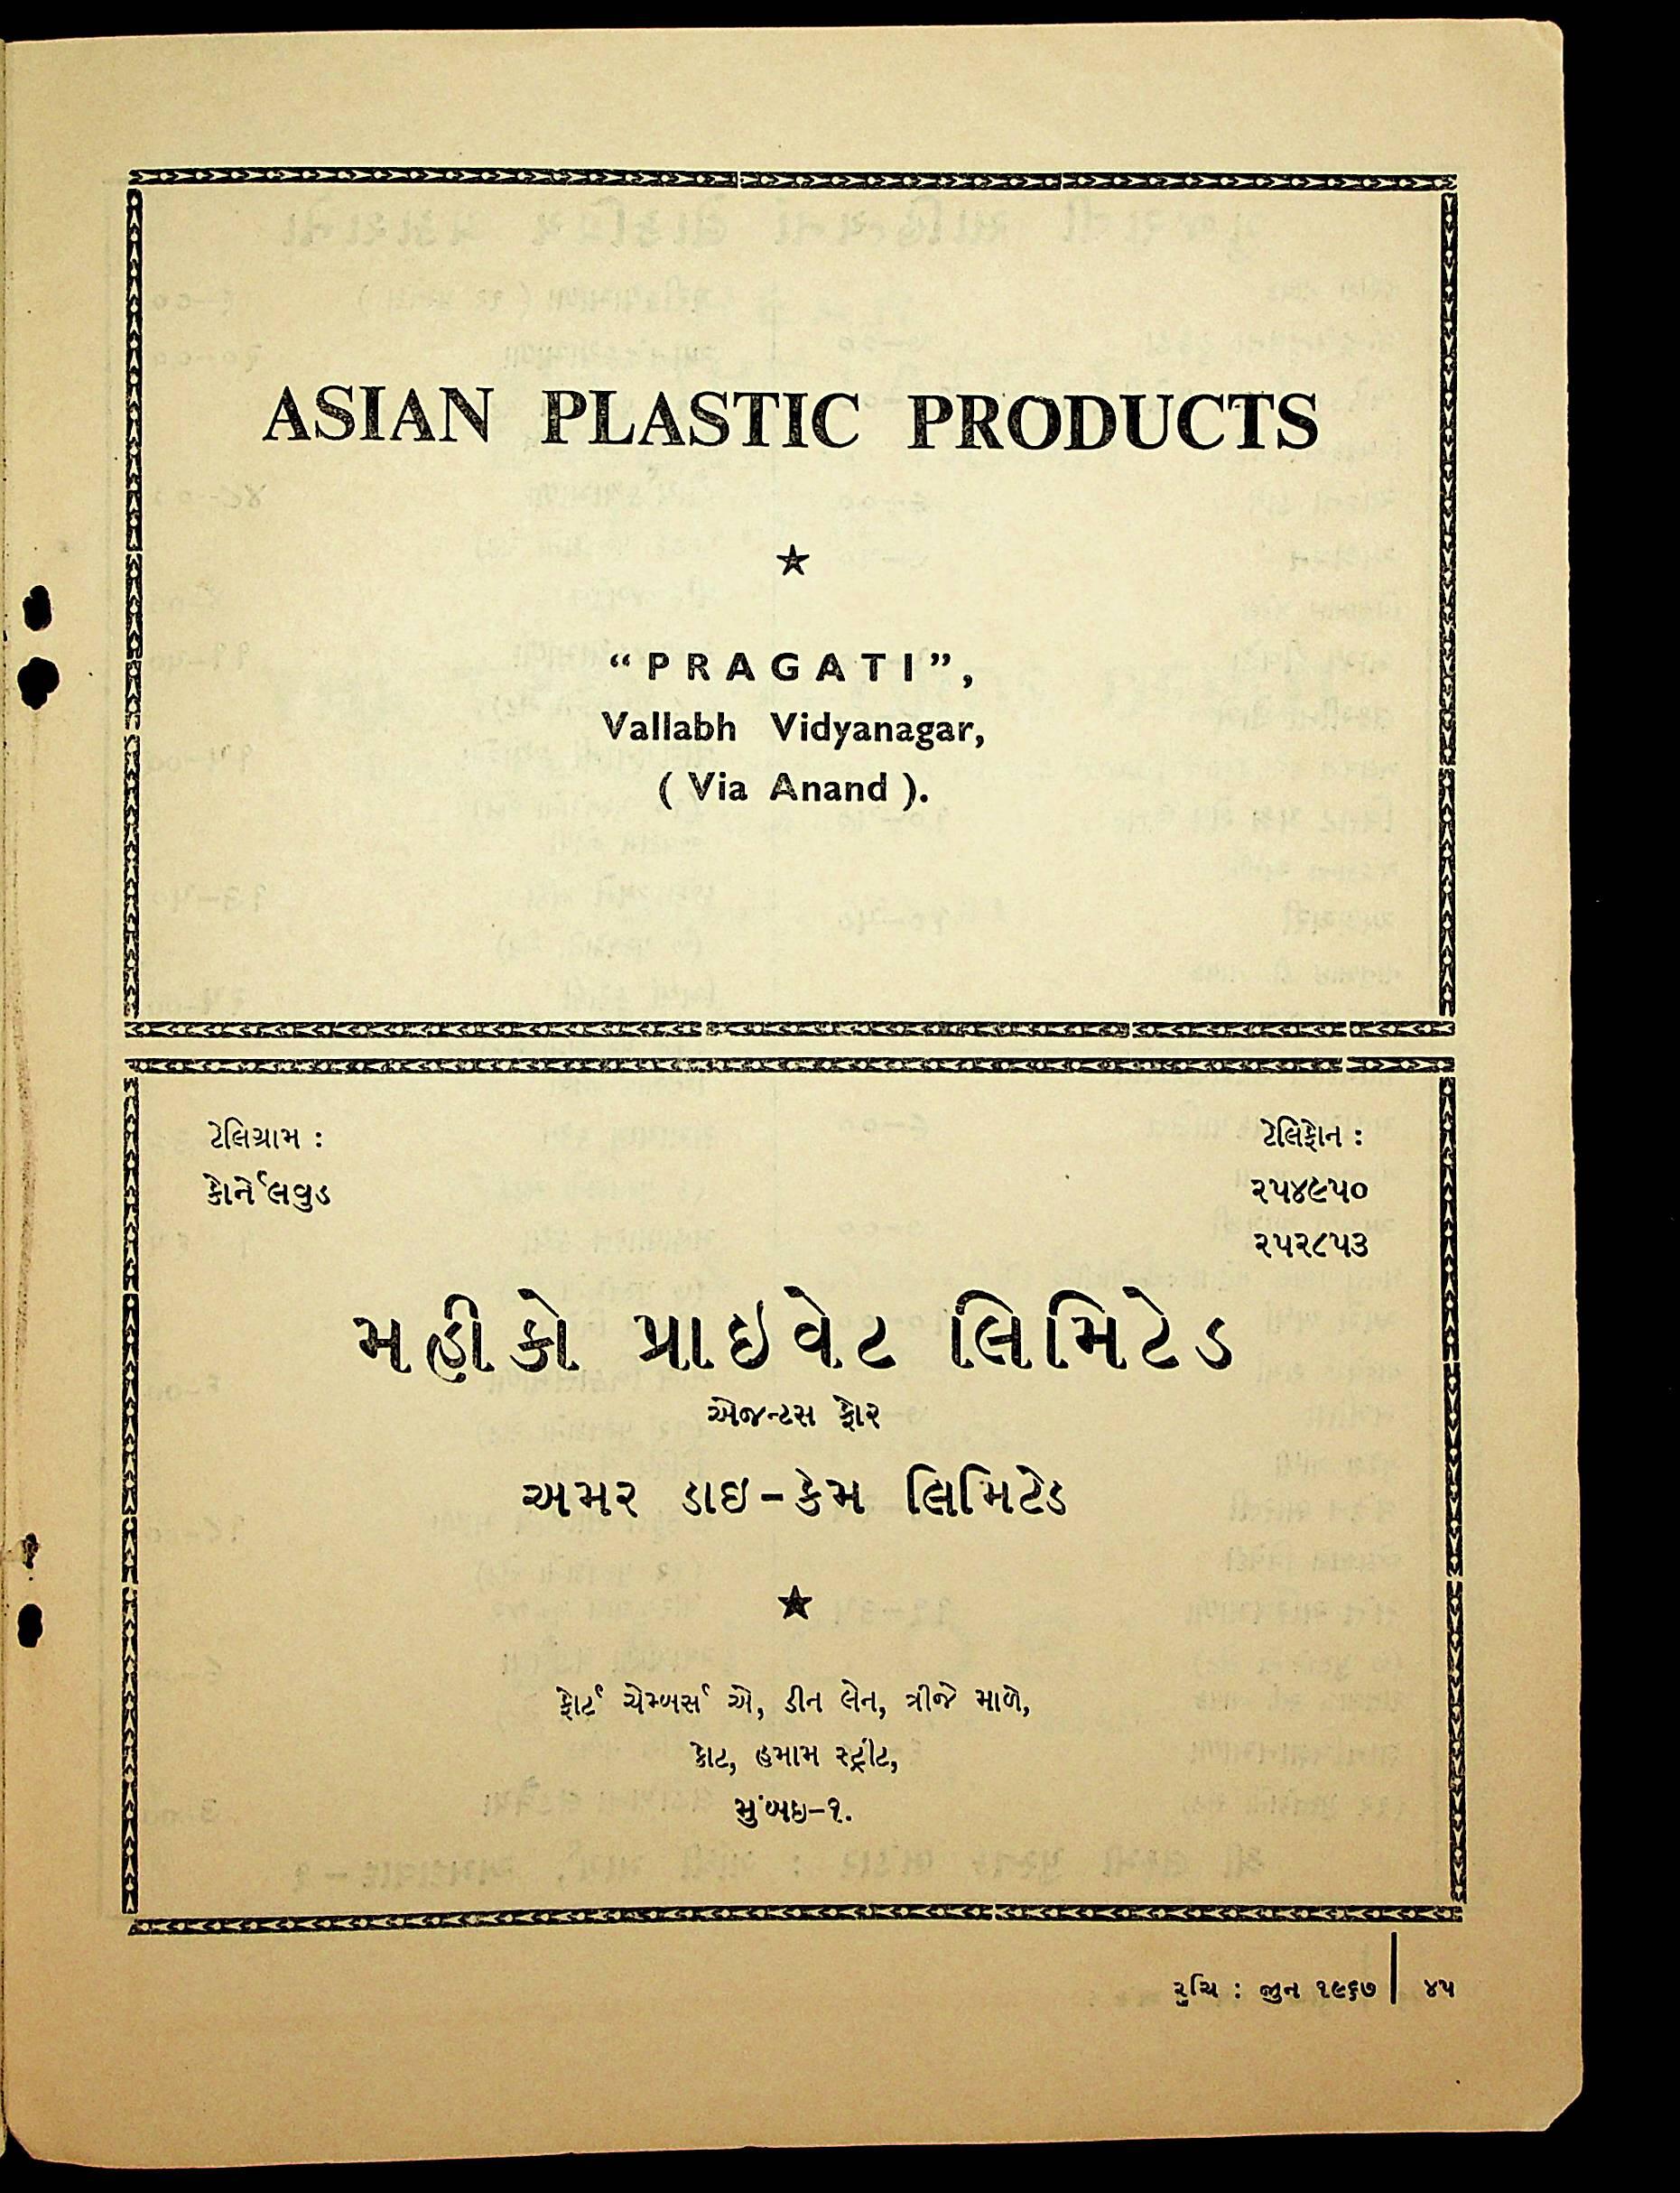 ASIAN PLASTIC PRODUCTS
★
“PRAGATI”,
Vallabh Vidyanagar,
( Via Anand ).
ટેલિગ્રામ :
કોર્નેલવુડ
ટેલિફોન :
૨૫૪૯૫૦
૨૫૨૮૫૩
મહીકો પ્રાઇવેટ લિમિટેડ
એજન્ટસ ફોર
અમર ડાઇ-કેમ લિમિટેડ
★
ફોર્ટ ચેમ્બર્સ એ, ડીન લેન, ત્રીજે માળે,
કોટ, હમામ સ્ટ્રીટ,
મુંબઇ-૧.
રુચિ : જુન ૧૯૬૭ | ૪૫